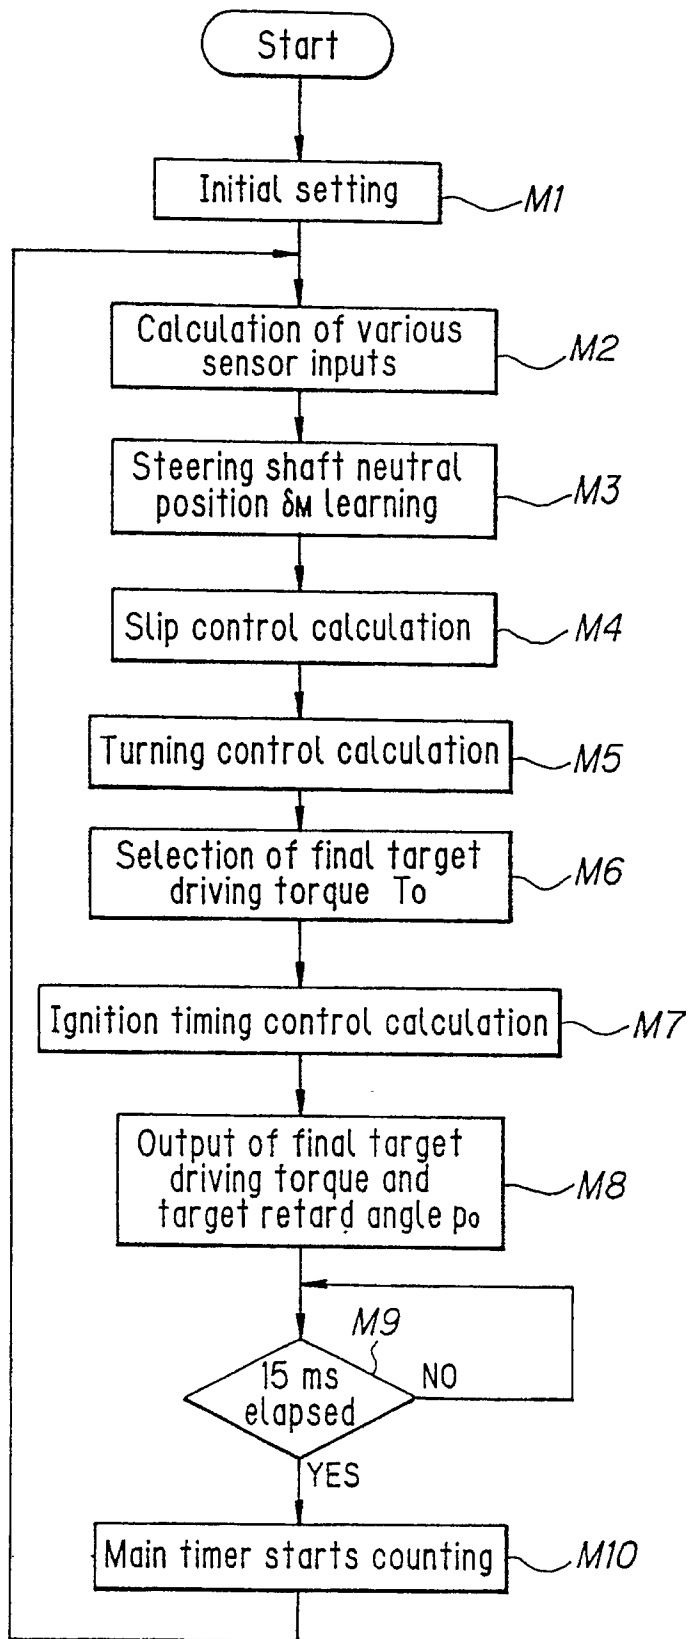 Start
Initial setting
M1
Calculation of various
sensor inputs
M2
Steering shaft neutral
position δM learning
M3
Slip control calculation
M4
Turning control calculation
M5
Selection of final target
driving torque To
M6
Ignition timing control calculation
M7
Output of final target
driving torque and
target retard angle po
M8
M9
15 ms
elapsed
NO
YES
Main timer starts counting
M10